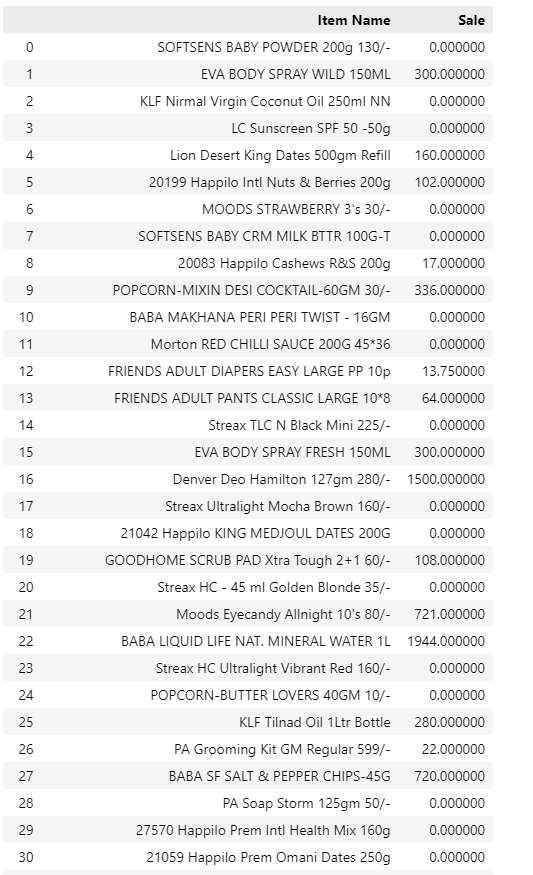 Item Name Sale
0 SOFTSENS BABY POWDER 200g 130/- 0.000000
1 EVA BODY SPRAY WILD 150ML 300.000000
2 KLF Nirmal Virgin Coconut Oil 250ml NN 0.000000
3 LC Sunscreen SPF 50 -50g 0.000000
4 Lion Desert King Dates 500gm Refill 160.000000
5 20199 Happilo Intl Nuts & Berries 200g 102.000000
6 MOODS STRAWBERRY 3's 30/- 0.000000
7 SOFTSENS BABY CRM MILK BTTR 100G-T 0.000000
8 20083 Happilo Cashews R&S 200g 17.000000
9 POPCORN-MIXIN DESI COCKTAIL-60GM 30/- 336.000000
10 BABA MAKHANA PERI PERI TWIST - 16GM 0.000000
11 Morton RED CHILLI SAUCE 200G 45*36 0.000000
12 FRIENDS ADULT DIAPERS EASY LARGE PP 10p 13.750000
13 FRIENDS ADULT PANTS CLASSIC LARGE 10*8 64.000000
14 Streax TLC N Black Mini 225/- 0.000000
15 EVA BODY SPRAY FRESH 150ML 300.000000
16 Denver Deo Hamilton 127gm 280/- 1500.000000
17 Streax Ultralight Mocha Brown 160/- 0.000000
18 21042 Happilo KING MEDJOUL DATES 200G 0.000000
19 GOODHOME SCRUB PAD Xtra Tough 2+1 60/- 108.000000
20 Streax HC - 45 ml Golden Blonde 35/- 0.000000
21 Moods Eyecandy Allnight 10's 80/- 721.000000
22 BABA LIQUID LIFE NAT. MINERAL WATER 1L 1944.000000
23 Streax HC Ultralight Vibrant Red 160/- 0.000000
24 POPCORN-BUTTER LOVERS 40GM 10/- 0.000000
25 KLF Tilnad Oil 1Ltr Bottle 280.000000
26 PA Grooming Kit GM Regular 599/- 22.000000
27 BABA SF SALT & PEPPER CHIPS-45G 720.000000
28 PA Soap Storm 125gm 50/- 0.000000
29 27570 Happilo Prem Intl Health Mix 160g 0.000000
30 21059 Happilo Prem Omani Dates 250g 0.000000